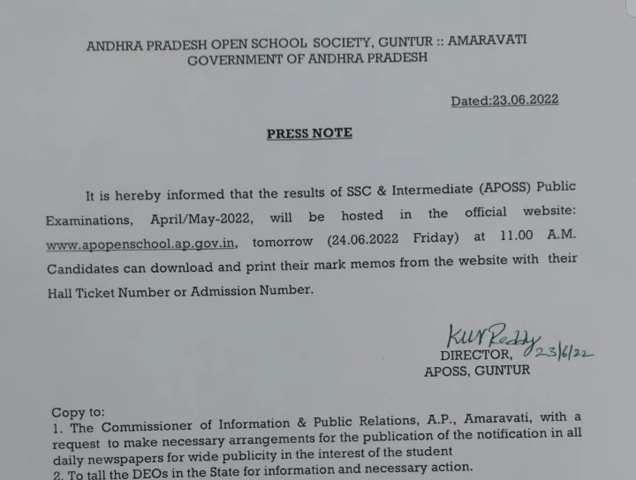 ANDHRA PRADESH OPEN SCHOOL SOCIETY, GUNTUR :: AMARAVATI
GOVERNMENT OF ANDHRA PRADESH
Dated:23.06.2022
PRESS NOTE
It is hereby informed that the results of SSC & Intermediate (APOSS) Public
Examinations, April/May-2022, will be hosted in the official website:
www.apopenschool.ap.gov.in, tomorrow (24.06.2022 Friday) at 11.00 A.M.
Candidates can download and print their mark memos from the website with their
Hall Ticket Number or Admission Number.
KVN Reddy
23/6/22
DIRECTOR,
APOSS, GUNTUR
Copy to:
1. The Commissioner of Information & Public Relations, A.P., Amaravati, with a
request to make necessary arrangements for the publication of the notification in all
daily newspapers for wide publicity in the interest of the student
2. To tall the DEOs in the State for information and necessary action.